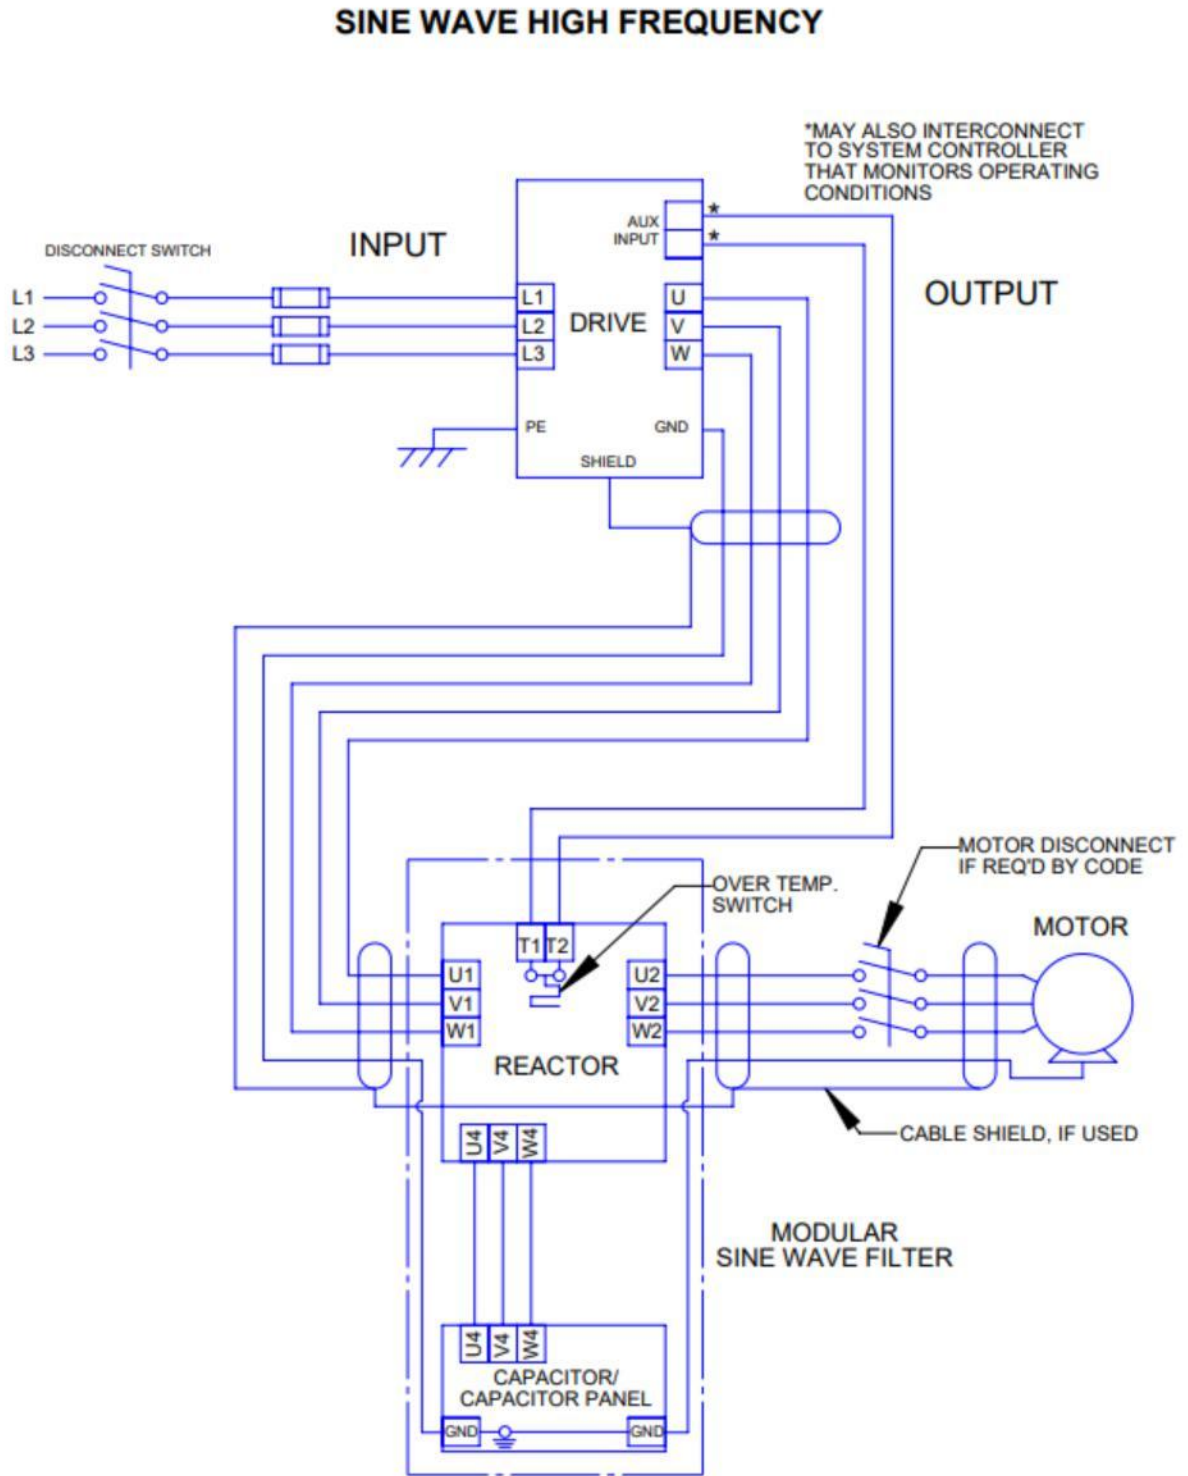 SINE WAVE HIGH FREQUENCY
*MAY ALSO INTERCONNECT
TO SYSTEM CONTROLLER
THAT MONITORS OPERATING
CONDITIONS
DISCONNECT SWITCH
INPUT
AUX
INPUT
*
*
OUTPUT
L1
L2
L3
L1
L2
L3
DRIVE
U
V
W
PE
GND
SHIELD
MOTOR DISCONNECT
IF REQ'D BY CODE
OVER TEMP.
SWITCH
MOTOR
T1 T2
U1
V1
W1
U2
V2
W2
REACTOR
CABLE SHIELD, IF USED
U4 V4 W4
MODULAR
SINE WAVE FILTER
U4 V4 W4
CAPACITOR/
CAPACITOR PANEL
GND
GND